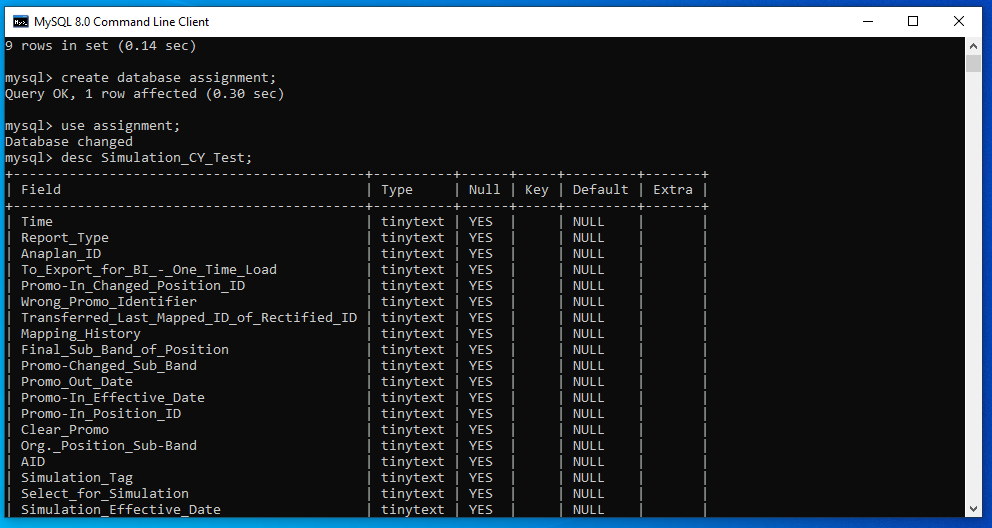 MySQL 8.0 Command Line Client
9 rows in set (0.14 sec)
mysql> create database assignment;
Query OK, 1 row affected (0.30 sec)
mysql> use assignment;
Database changed
mysql> desc Simulation_CY_Test;
+--------------------------------------------+----------+------+-----+---------+-------+
| Field                                      | Type     | Null | Key | Default | Extra |
+--------------------------------------------+----------+------+-----+---------+-------+
| Time                                       | tinytext | YES  |     | NULL    |       |
| Report_Type                                | tinytext | YES  |     | NULL    |       |
| Anaplan_ID                                 | tinytext | YES  |     | NULL    |       |
| To_Export_for_BI_-_One_Time_Load           | tinytext | YES  |     | NULL    |       |
| Promo-In_Changed_Position_ID               | tinytext | YES  |     | NULL    |       |
| Wrong_Promo_Identifier                     | tinytext | YES  |     | NULL    |       |
| Transferred_Last_Mapped_ID_of_Rectified_ID | tinytext | YES  |     | NULL    |       |
| Mapping_History                            | tinytext | YES  |     | NULL    |       |
| Final_Sub_Band_of_Position                 | tinytext | YES  |     | NULL    |       |
| Promo-Changed_Sub_Band                     | tinytext | YES  |     | NULL    |       |
| Promo_Out_Date                             | tinytext | YES  |     | NULL    |       |
| Promo-In_Effective_Date                    | tinytext | YES  |     | NULL    |       |
| Promo-In_Position_ID                       | tinytext | YES  |     | NULL    |       |
| Clear_Promo                                | tinytext | YES  |     | NULL    |       |
| Org._Position_Sub-Band                     | tinytext | YES  |     | NULL    |       |
| AID                                        | tinytext | YES  |     | NULL    |       |
| Simulation_Tag                             | tinytext | YES  |     | NULL    |       |
| Select_for_Simulation                      | tinytext | YES  |     | NULL    |       |
| Simulation_Effective_Date                  | tinytext | YES  |     | NULL    |       |